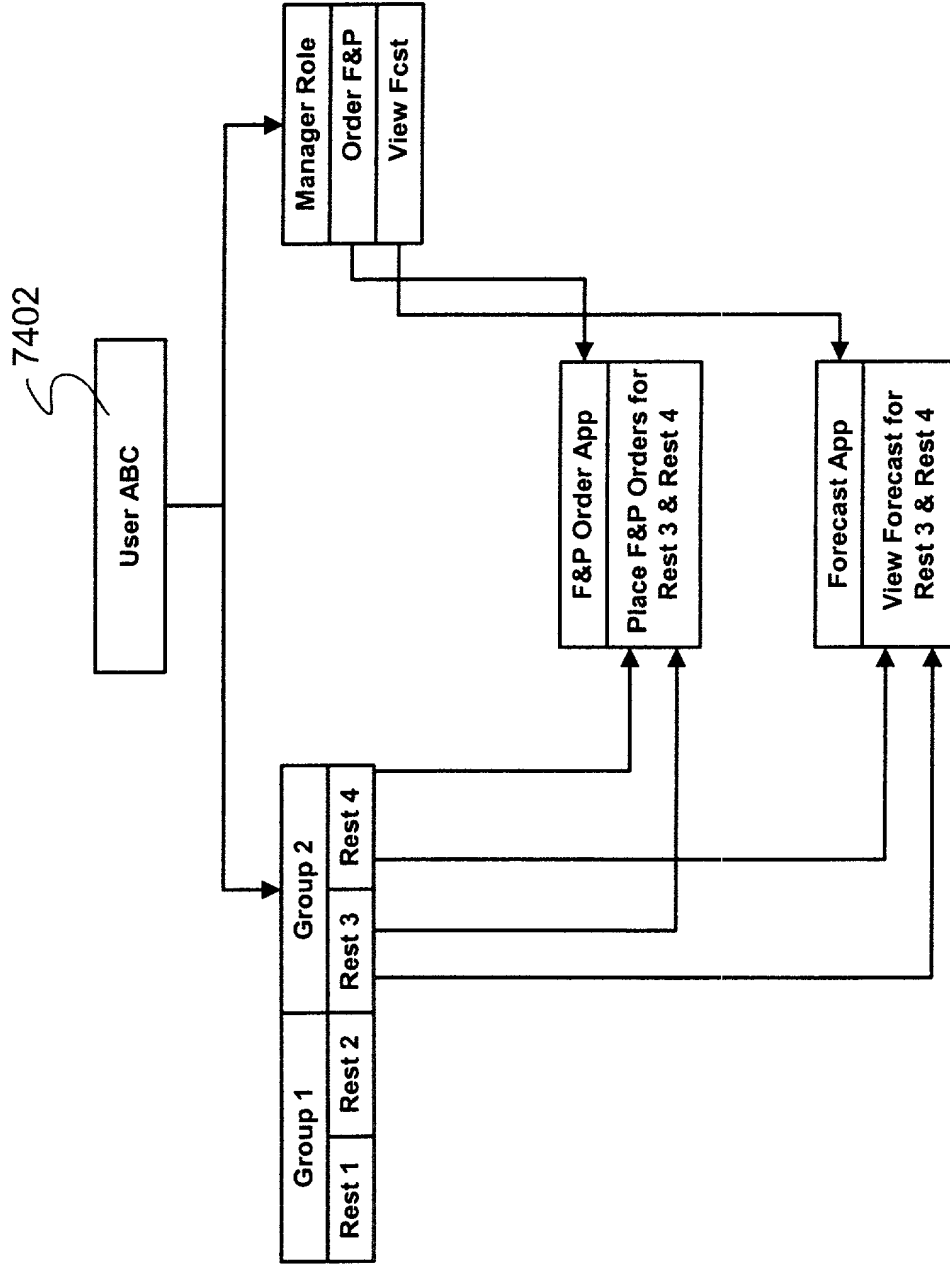 7402
User ABC
Group 1
Group 2
Rest 1
Rest 2
Rest 3
Rest 4
Manager Role
Order F&P
View Fcst
F&P Order App
Place F&P Orders for
Rest 3 & Rest 4
Forecast App
View Forecast for
Rest 3 & Rest 4